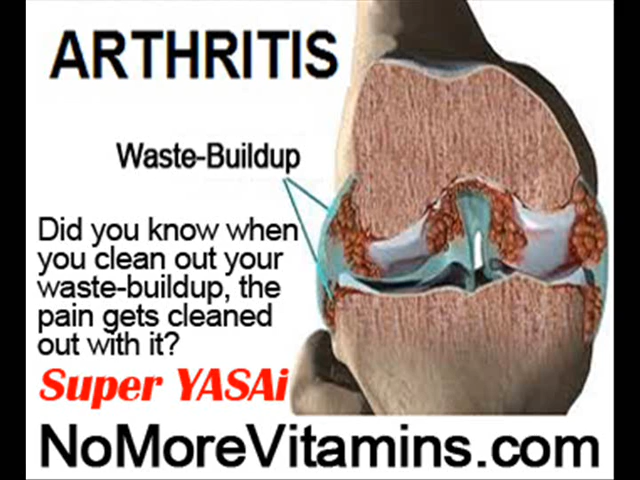 ARTHRITIS
Waste-Buildup
Did you know when
you clean out your
waste-buildup, the
pain gets cleaned
out with it?
Super YASAi
NoMoreVitamins.com